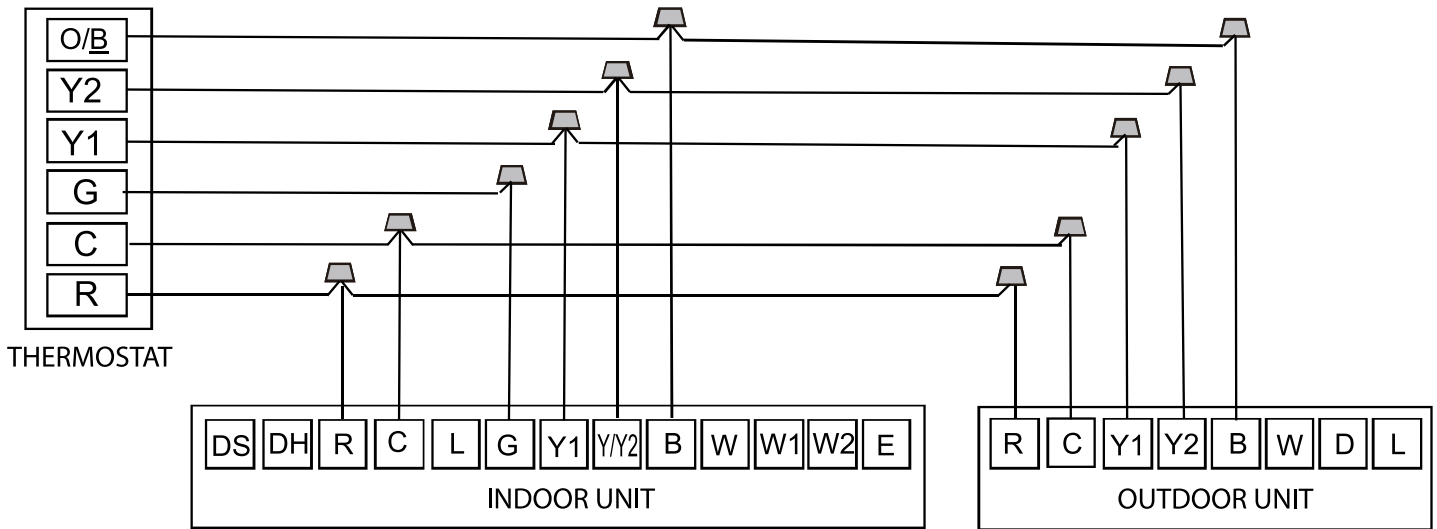 O/B
Y2
Y1
G
C
R
THERMOSTAT
DS DH R C L G Y1 Y/Y2 B W W1 W2 E
INDOOR UNIT
R C Y1 Y2 B W D L
OUTDOOR UNIT